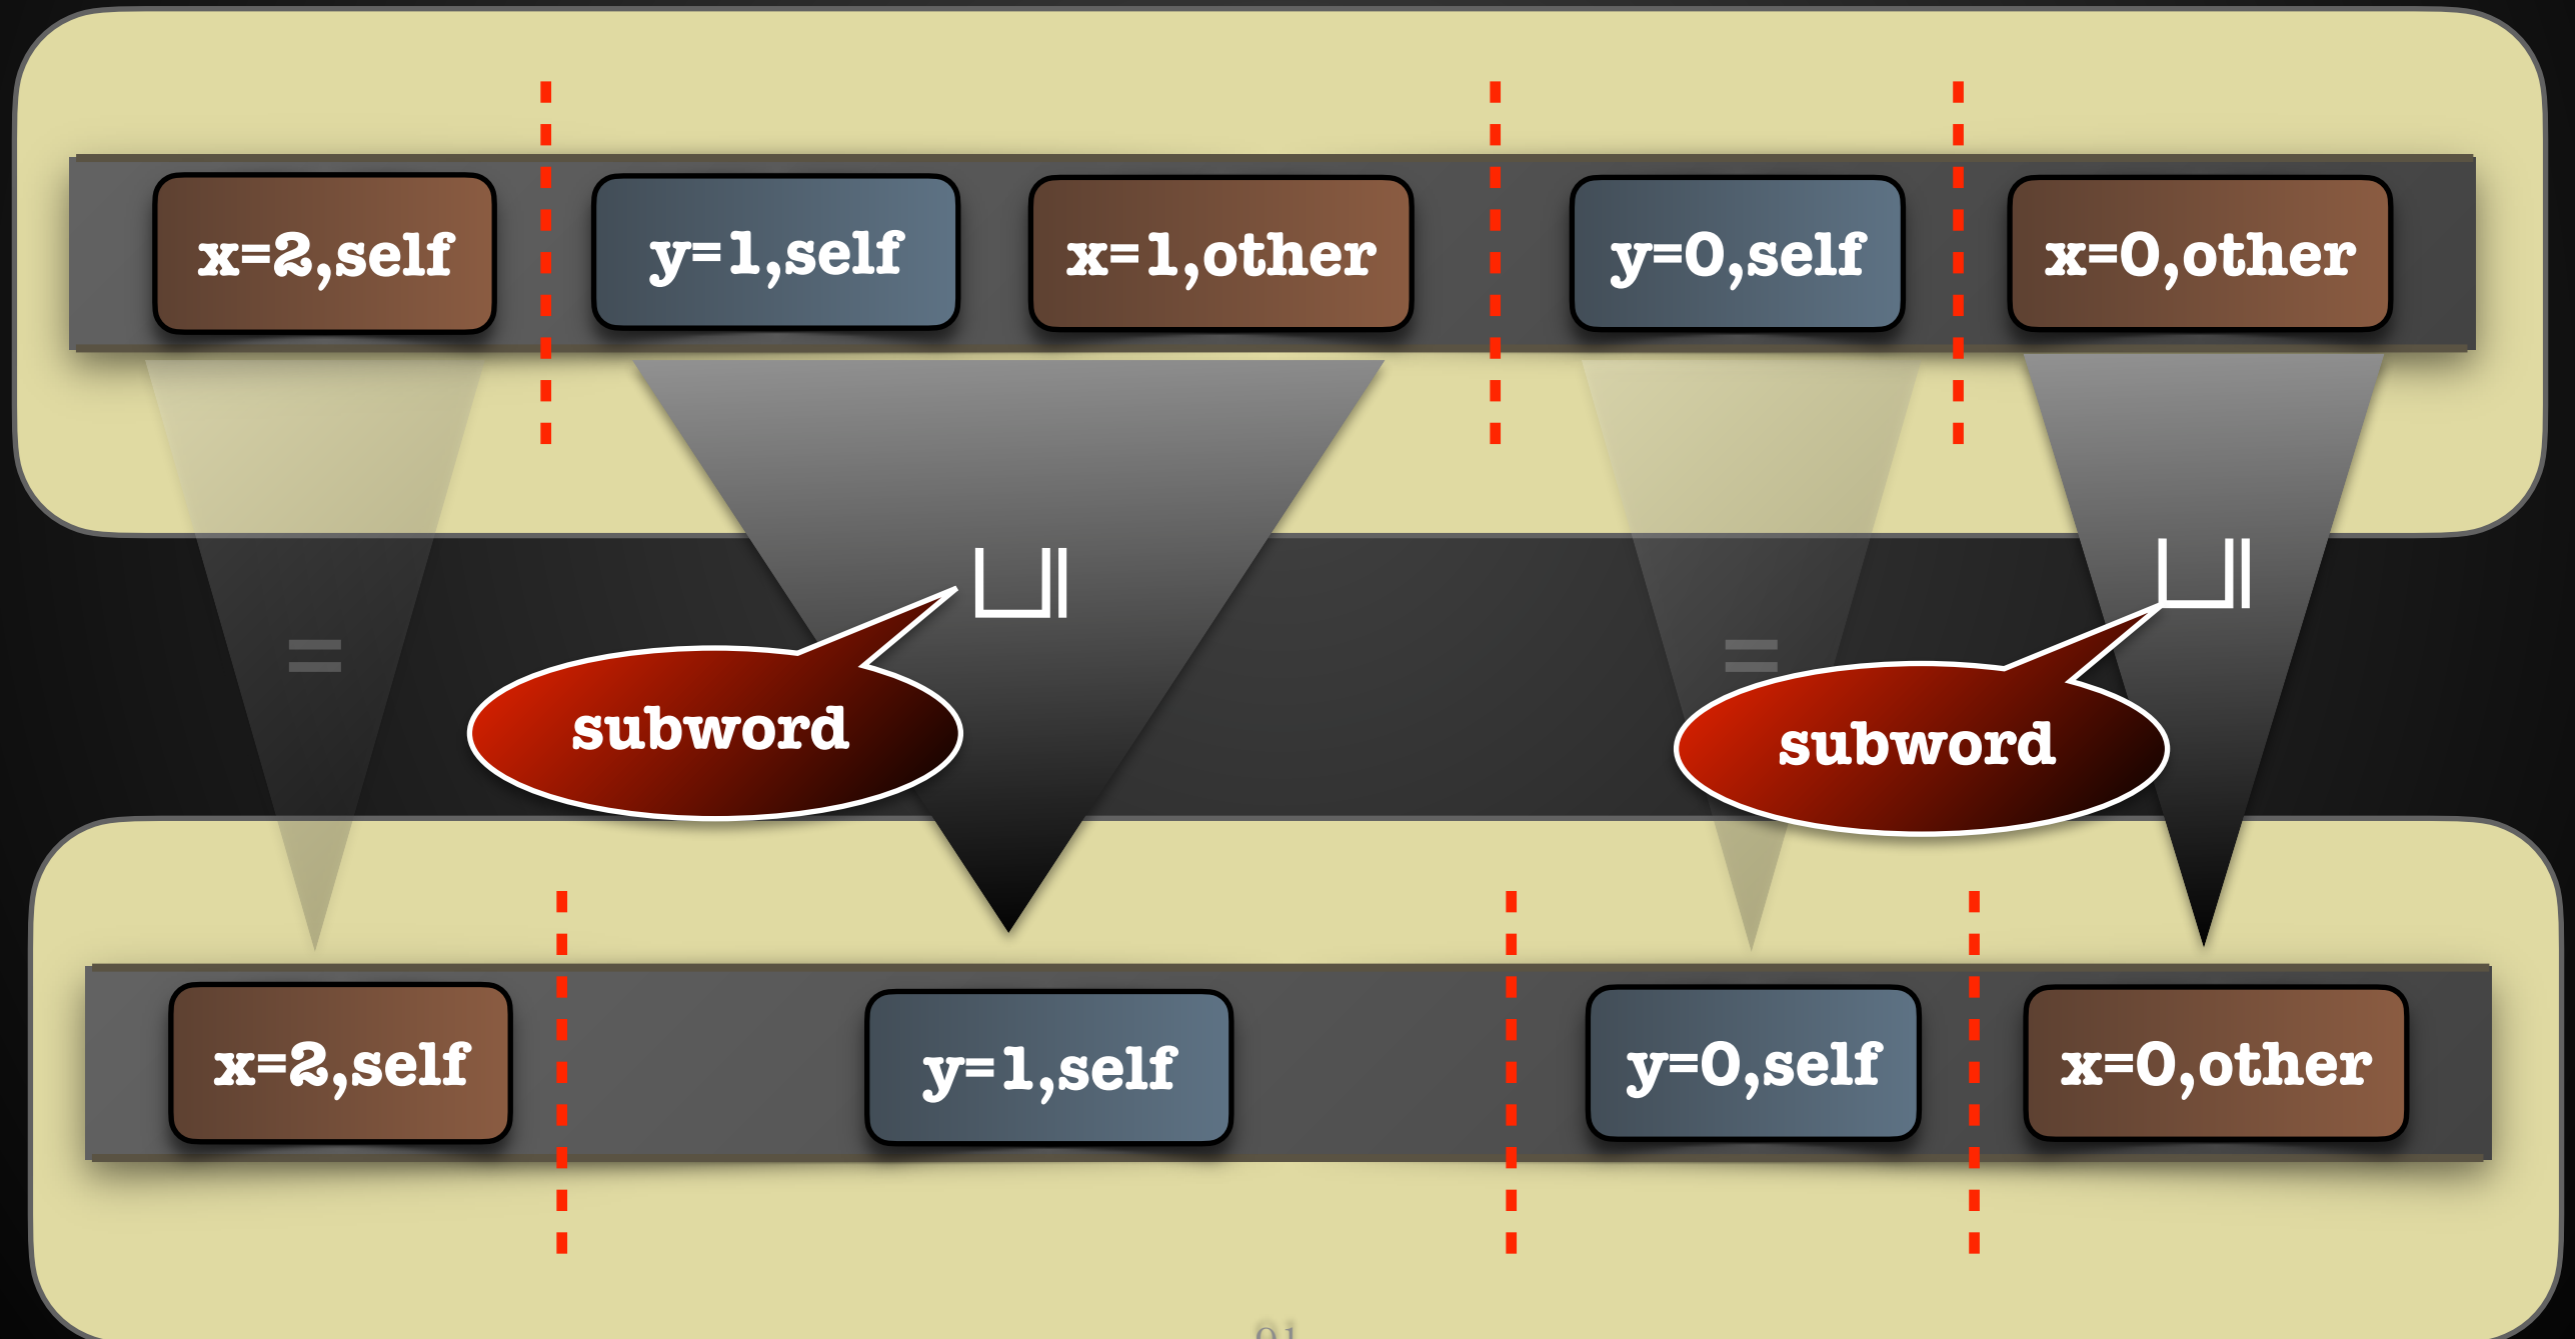 x=2,self y=1,self x=1,other y=0,self x=0,other
⊔|
⊔|
=
=
subword
subword
x=2,self y=1,self y=0,self x=0,other